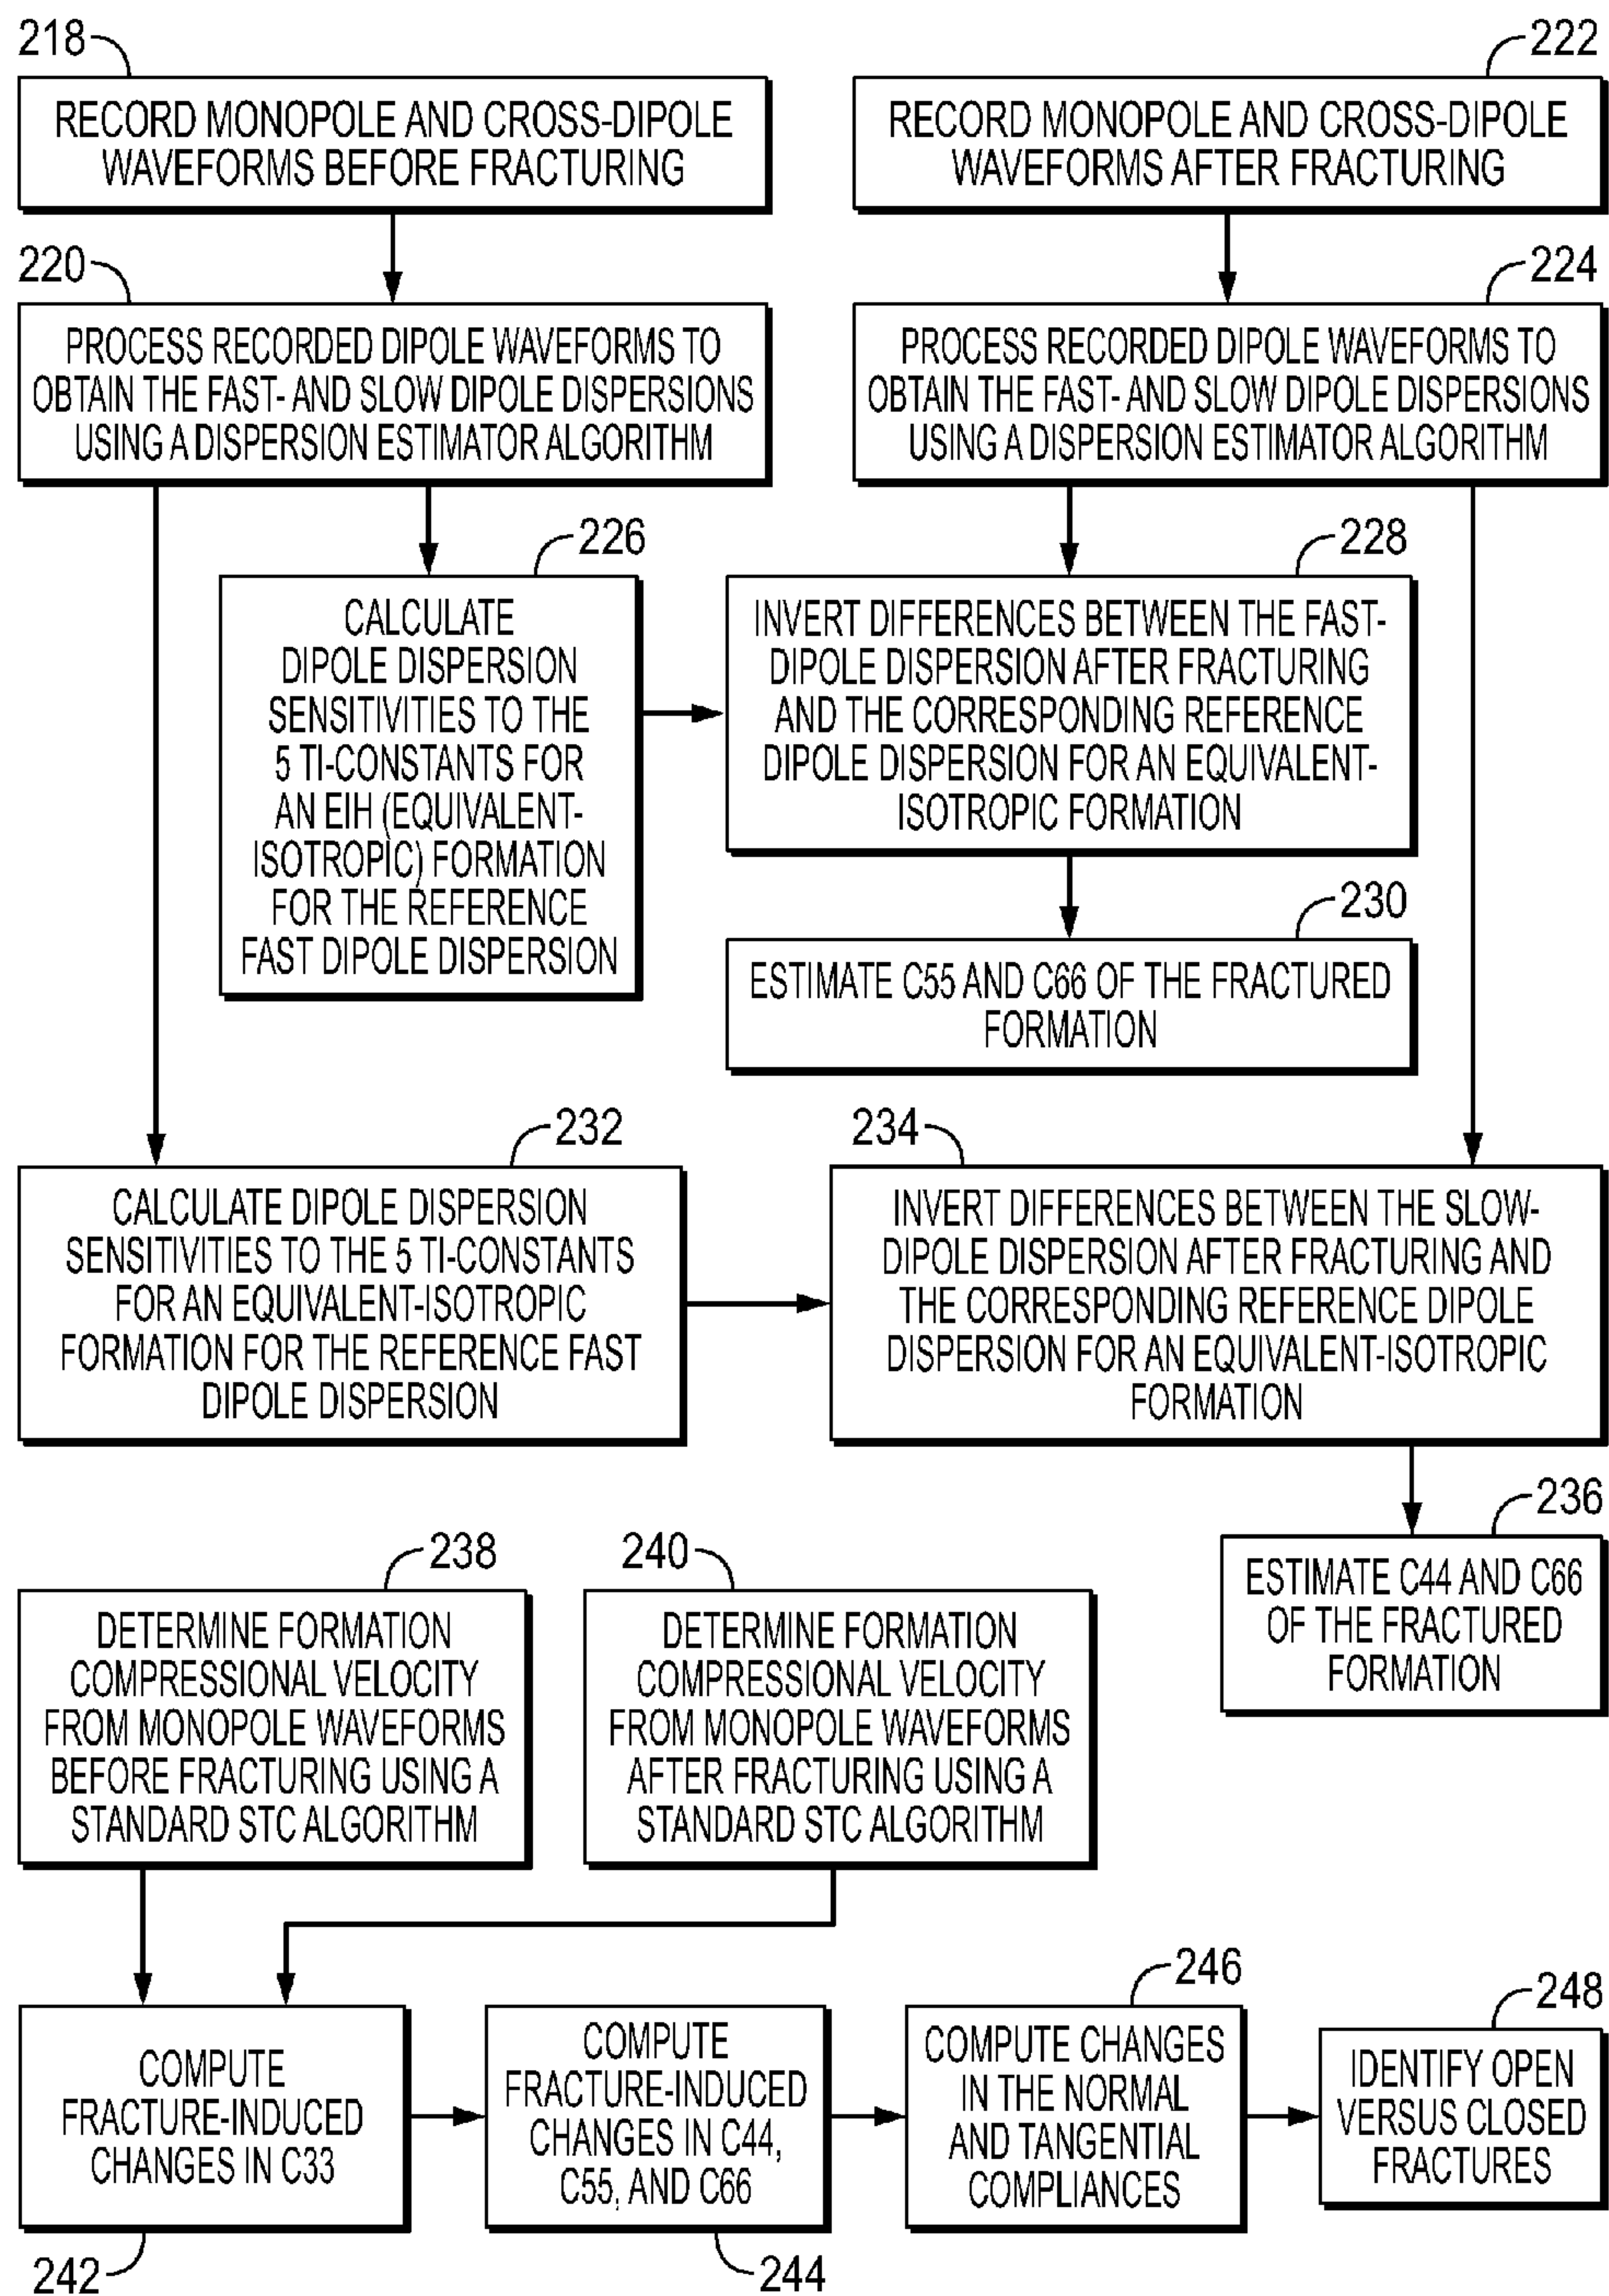 218
RECORD MONOPOLE AND CROSS-DIPOLE
WAVEFORMS BEFORE FRACTURING
222
RECORD MONOPOLE AND CROSS-DIPOLE
WAVEFORMS AFTER FRACTURING
220
PROCESS RECORDED DIPOLE WAVEFORMS TO
OBTAIN THE FAST- AND SLOW DIPOLE DISPERSIONS
USING A DISPERSION ESTIMATOR ALGORITHM
224
PROCESS RECORDED DIPOLE WAVEFORMS TO
OBTAIN THE FAST- AND SLOW DIPOLE DISPERSIONS
USING A DISPERSION ESTIMATOR ALGORITHM
226
CALCULATE
DIPOLE DISPERSION
SENSITIVITIES TO THE
5 TI-CONSTANTS FOR
AN EIH (EQUIVALENT-
ISOTROPIC) FORMATION
FOR THE REFERENCE
FAST DIPOLE DISPERSION
228
INVERT DIFFERENCES BETWEEN THE FAST-
DIPOLE DISPERSION AFTER FRACTURING
AND THE CORRESPONDING REFERENCE
DIPOLE DISPERSION FOR AN EQUIVALENT-
ISOTROPIC FORMATION
230
ESTIMATE C55 AND C66 OF THE FRACTURED
FORMATION
232
CALCULATE DIPOLE DISPERSION
SENSITIVITIES TO THE 5 TI-CONSTANTS
FOR AN EQUIVALENT-ISOTROPIC
FORMATION FOR THE REFERENCE FAST
DIPOLE DISPERSION
234
INVERT DIFFERENCES BETWEEN THE SLOW-
DIPOLE DISPERSION AFTER FRACTURING AND
THE CORRESPONDING REFERENCE DIPOLE
DISPERSION FOR AN EQUIVALENT-ISOTROPIC
FORMATION
236
ESTIMATE C44 AND C66
OF THE FRACTURED
FORMATION
238
DETERMINE FORMATION
COMPRESSIONAL VELOCITY
FROM MONOPOLE WAVEFORMS
BEFORE FRACTURING USING A
STANDARD STC ALGORITHM
240
DETERMINE FORMATION
COMPRESSIONAL VELOCITY
FROM MONOPOLE WAVEFORMS
AFTER FRACTURING USING A
STANDARD STC ALGORITHM
COMPUTE
FRACTURE-INDUCED
CHANGES IN C33
242
COMPUTE
FRACTURE-INDUCED
CHANGES IN C44,
C55, AND C66
244
246
COMPUTE CHANGES
IN THE NORMAL
AND TANGENTIAL
COMPLIANCES
248
IDENTIFY OPEN
VERSUS CLOSED
FRACTURES